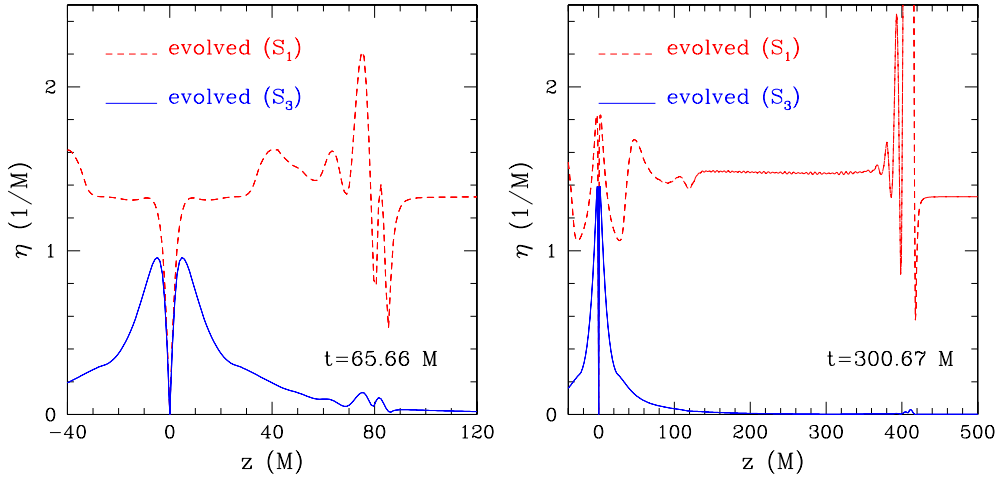 evolved (S₁)
evolved (S₃)
2
1
0
η (1/M)
t=65.66 M
−40 0 40 80 120
z (M)
evolved (S₁)
evolved (S₃)
2
1
0
η (1/M)
t=300.67 M
0 100 200 300 400 500
z (M)